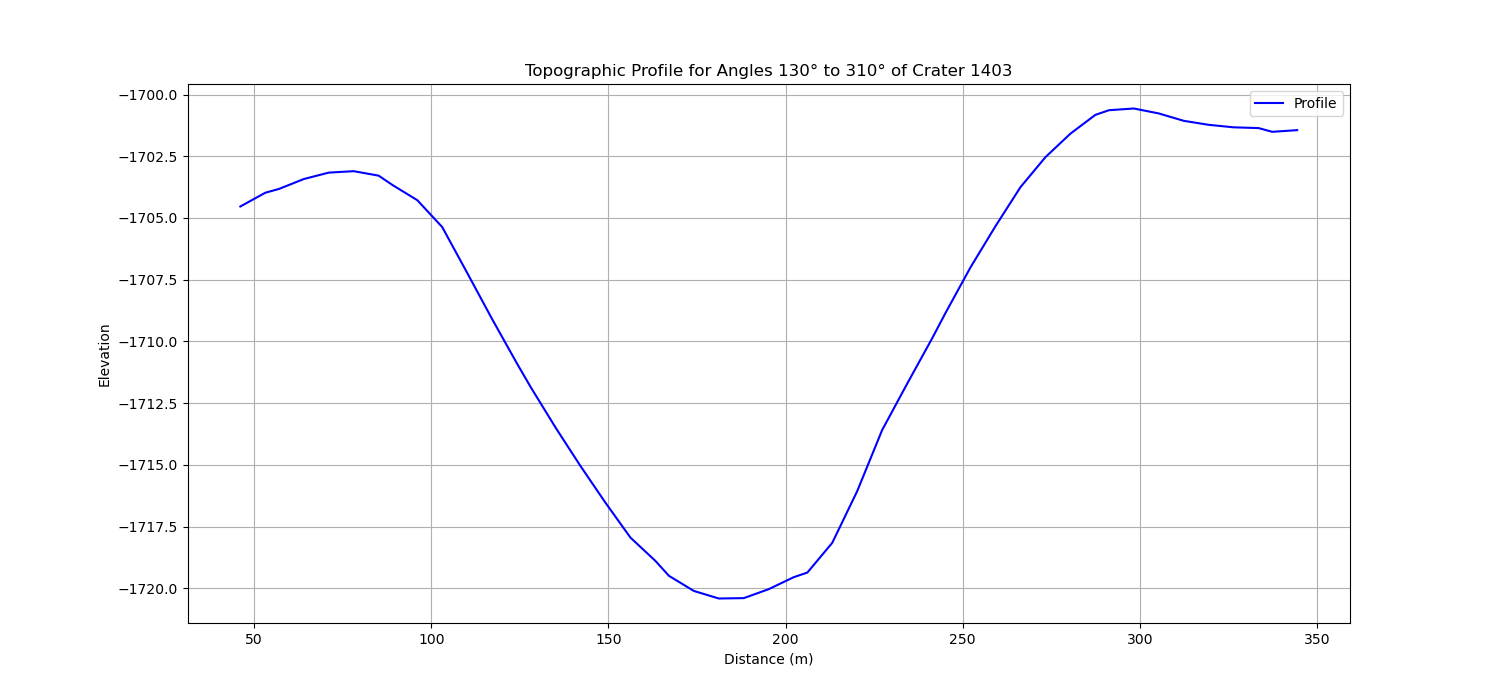 Topographic Profile for Angles 130° to 310° of Crater 1403
Profile
Elevation
−1700.0
−1702.5
−1705.0
−1707.5
−1710.0
−1712.5
−1715.0
−1717.5
−1720.0
50 100 150 200 250 300 350
Distance (m)